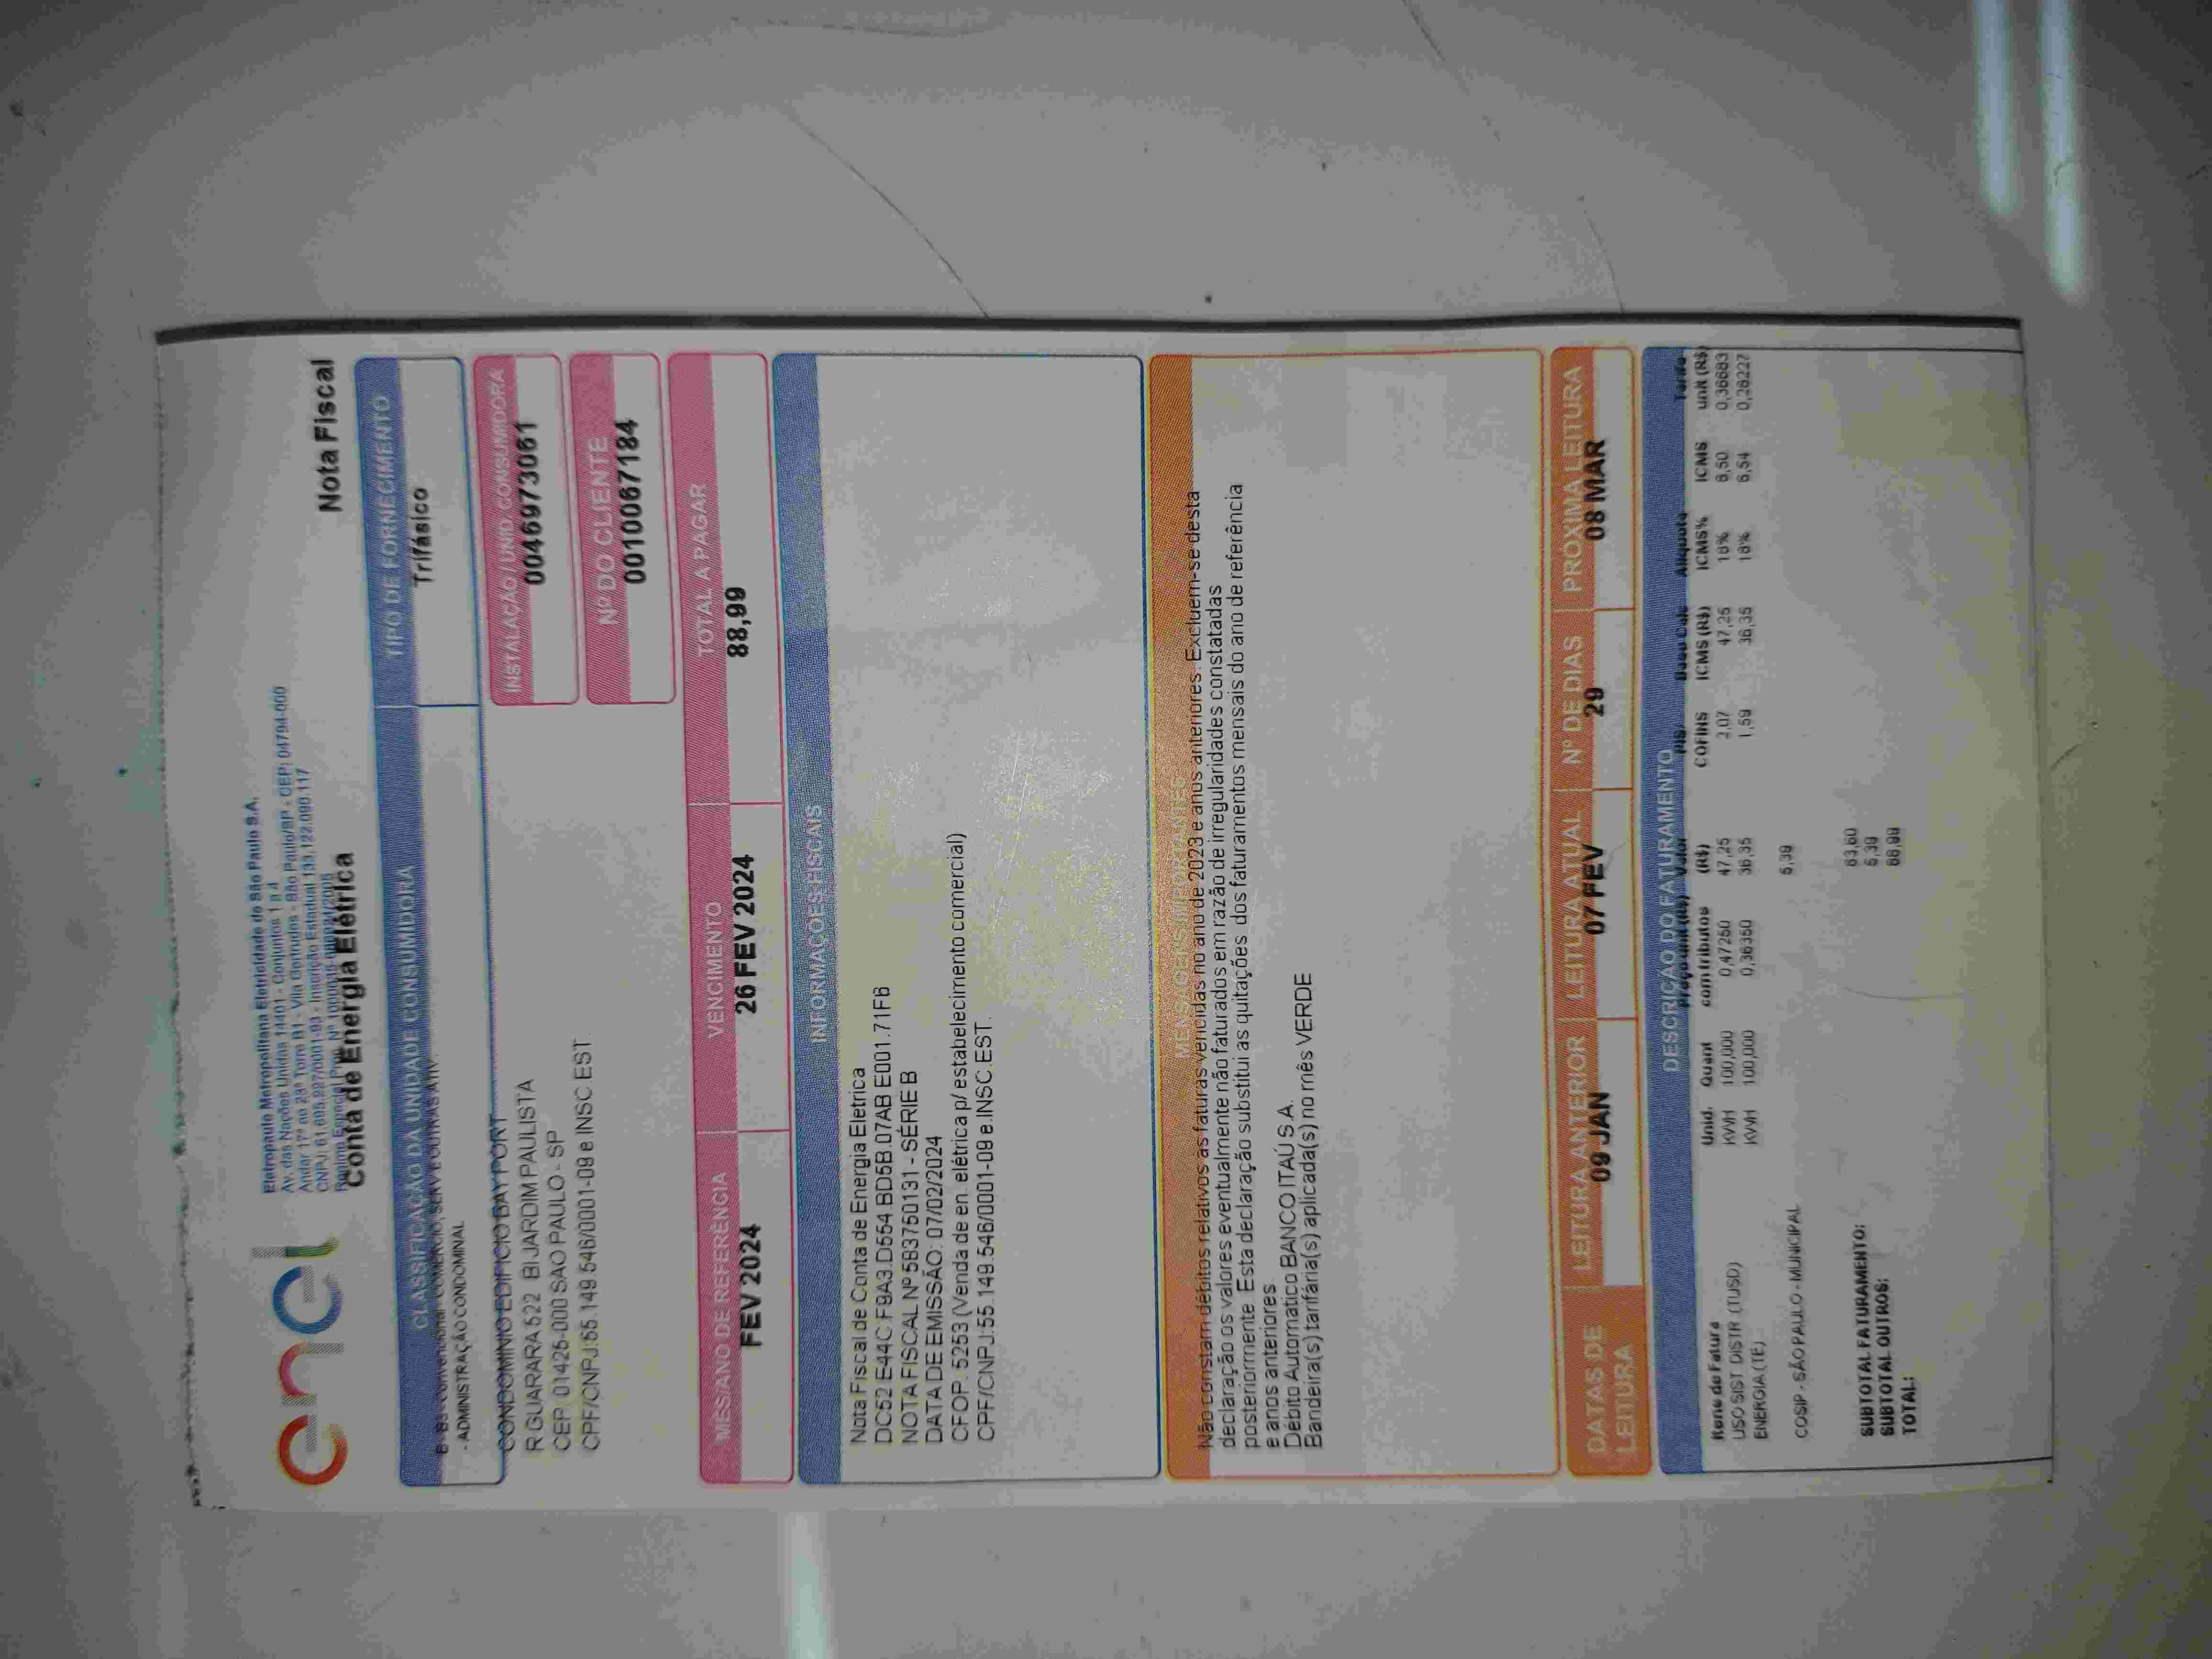 enel
Eletropaulo Metropolitana Eletricidade de São Paulo S.A.
Av. das Nações Unidas 14401 - Conjuntos 1 a 4
Andar 17º ao 23º Torre B1 - Vila Gertrudes - São Paulo/SP - CEP: 04794-000
CNPJ 61.695.227/0001-93 - Inscrição Estadual 133.122.090.117
Regime Especial Proc. Nº
Conta de Energia Elétrica
Nota Fiscal
CLASSIFICAÇÃO DA UNIDADE CONSUMIDORA
TIPO DE FORNECIMENTO
B B3 - Convencional COMERCIO, SERV E OUTRAS ATIV.
- ADMINISTRAÇÃO CONDOMINAL
Trifásico
CONDOMINIO EDIFICIO BAY PORT
R GUARARA 522 BI JARDIM PAULISTA
CEP: 01425-000 SAO PAULO - SP
CPF/CNPJ:55.149.546/0001-09 e INSC EST.
INSTALAÇÃO / UNID CONSUMIDORA
0046973061
Nº DO CLIENTE
0010067184
MES/ANO DE REFERÊNCIA VENCIMENTO TOTAL A PAGAR
FEV 2024 26 FEV 2024 88,99
INFORMAÇOES FISCAIS
Nota Fiscal de Conta de Energia Eletrica
DC52 E44C F9A3.D554.BD5B.07AB E001.71F6
NOTA FISCAL Nº 583750131 - SÉRIE B
DATA DE EMISSÃO: 07/02/2024
CFOP: 5253 (Venda de en. elétrica p/ estabelecimento comercial)
CPF/CNPJ:55.149.546/0001-09 e.INSC.EST.
MENSAGENS IMPORTANTES
Não constam débitos relativos às faturas vencidas no ano de 2023 e anos anteriores. Excluem-se desta
declaração os valores eventualmente não faturados em razão de irregularidades constatadas
posteriormente. Esta declaração substitui as quitações dos faturamentos mensais do ano de referência
e anos anteriores
Débito Automatico BANCO ITAÚ S.A.
Bandeira(s) tarifária(s) aplicada(s) no mês VERDE
DATAS DE LEITURA LEITURA ANTERIOR LEITURA ATUAL Nº DE DIAS PRÓXIMA LEITURA
09 JAN 07 FEV 29 08 MAR
DESCRIÇAO DO FATURAMENTO
Preço unit (R$) Valor PIS/ Base Calc Aliquota Tarifa
Itens de Fatura Unid. Quant com tributos (R$) COFINS ICMS (R$) ICMS% ICMS unit (R$)
USO SIST. DISTR. (TUSD) KWH 100,000 0,47250 47,25 2,07 47,25 18% 8,50 0,36683
ENERGIA (TE) KWH 100,000 0,36350 36,35 1,59 36,35 18% 6,54 0,28227
COSIP - SÃO PAULO - MUNICIPAL 5,39
SUBTOTAL FATURAMENTO: 83,60
SUBTOTAL OUTROS: 5,39
TOTAL: 88,99